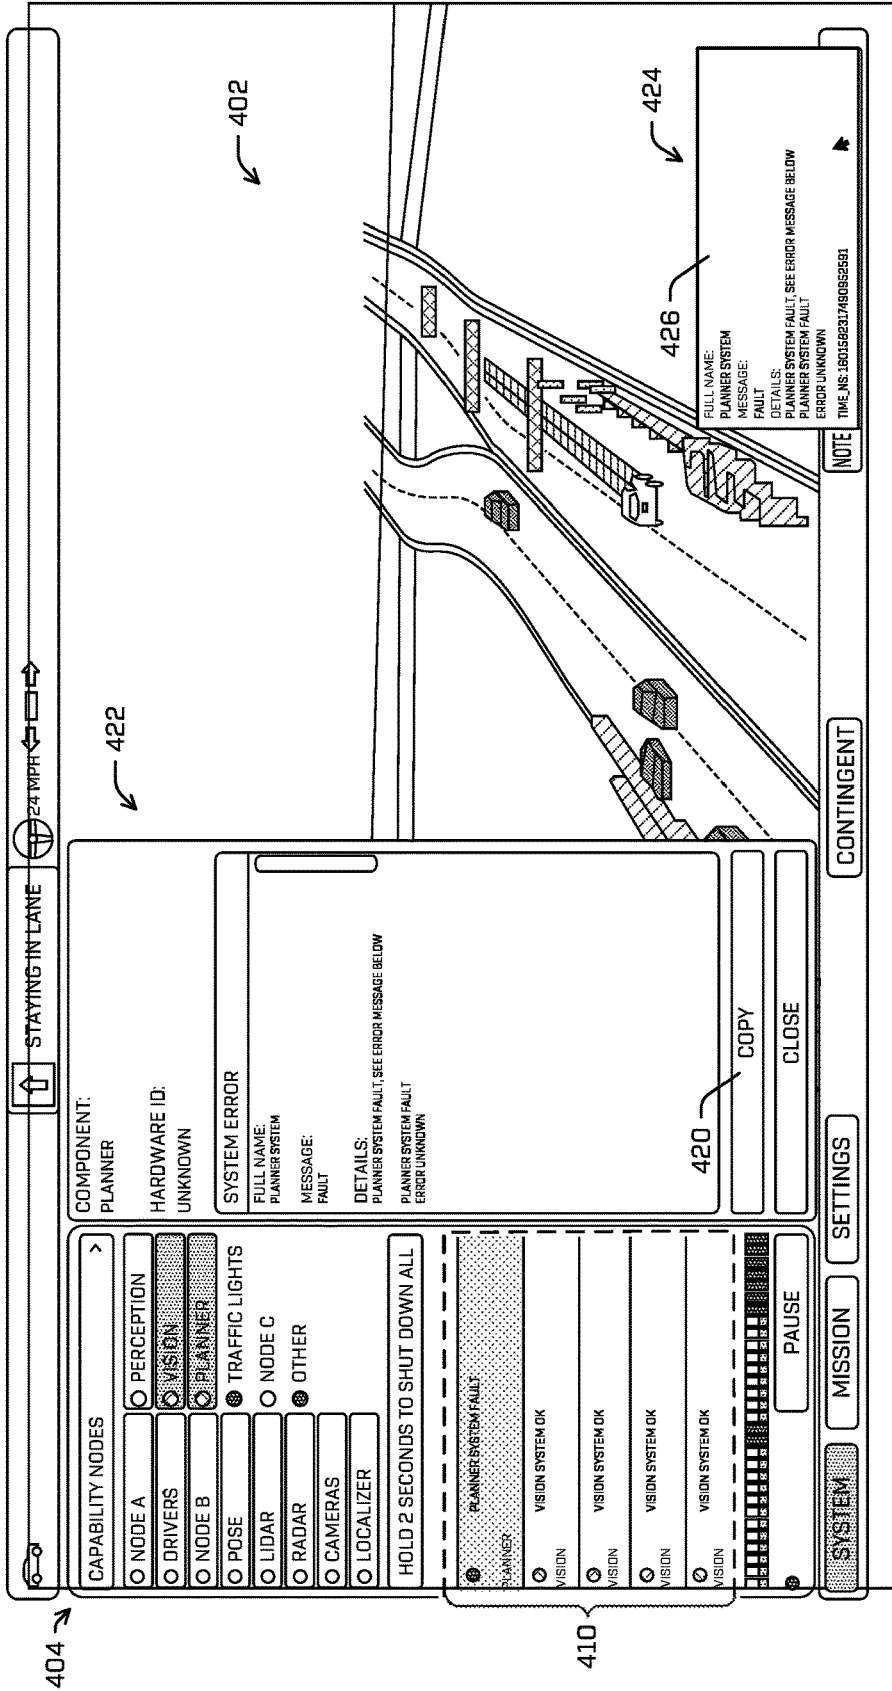 STAYING IN LANE
24 MPH
404
CAPABILITY NODES >
NODE A
DRIVERS
NODE B
POSE
LIDAR
RADAR
CAMERAS
LOCALIZER
PERCEPTION
VISION
PLANNER
TRAFFIC LIGHTS
NODE C
OTHER
HOLD 2 SECONDS TO SHUT DOWN ALL
410
PLANNER SYSTEM FAULT
PLANNER
VISION SYSTEM OK
VISION
VISION SYSTEM OK
VISION
VISION SYSTEM OK
VISION
VISION SYSTEM OK
VISION
PAUSE
COMPONENT:
PLANNER
HARDWARE ID:
UNKNOWN
SYSTEM ERROR
FULL NAME:
PLANNER SYSTEM
MESSAGE:
FAULT
DETAILS:
PLANNER SYSTEM FAULT, SEE ERROR MESSAGE BELOW
PLANNER SYSTEM FAULT
ERROR UNKNOWN
420
COPY
CLOSE
422
402
424
426
FULL NAME:
PLANNER SYSTEM
MESSAGE:
FAULT
DETAILS:
PLANNER SYSTEM FAULT, SEE ERROR MESSAGE BELOW
PLANNER SYSTEM FAULT
ERROR UNKNOWN
TIME_NS: 1601582317490952591
SYSTEM
MISSION
SETTINGS
CONTINGENT
NOTE